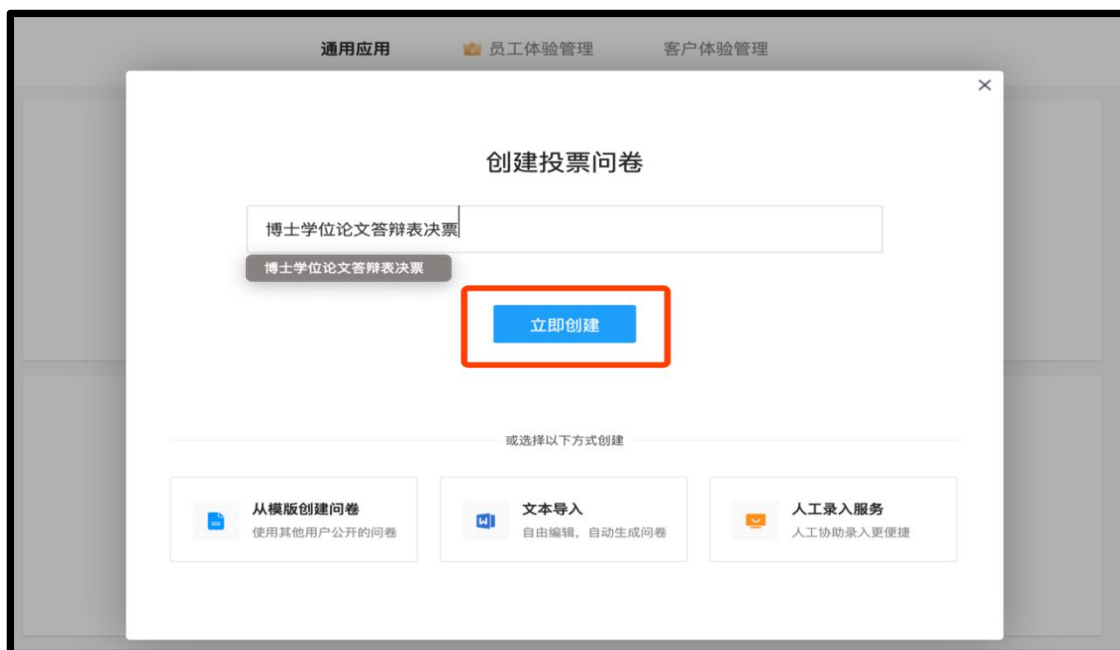 通用应用 员工体验管理 客户体验管理
创建投票问卷
博士学位论文答辩表决票
博士学位论文答辩表决票
立即创建
或选择以下方式创建
从模版创建问卷 文本导入 人工录入服务
使用其他用户公开的问卷 自由编辑，自动生成问卷 人工协助录入更便捷